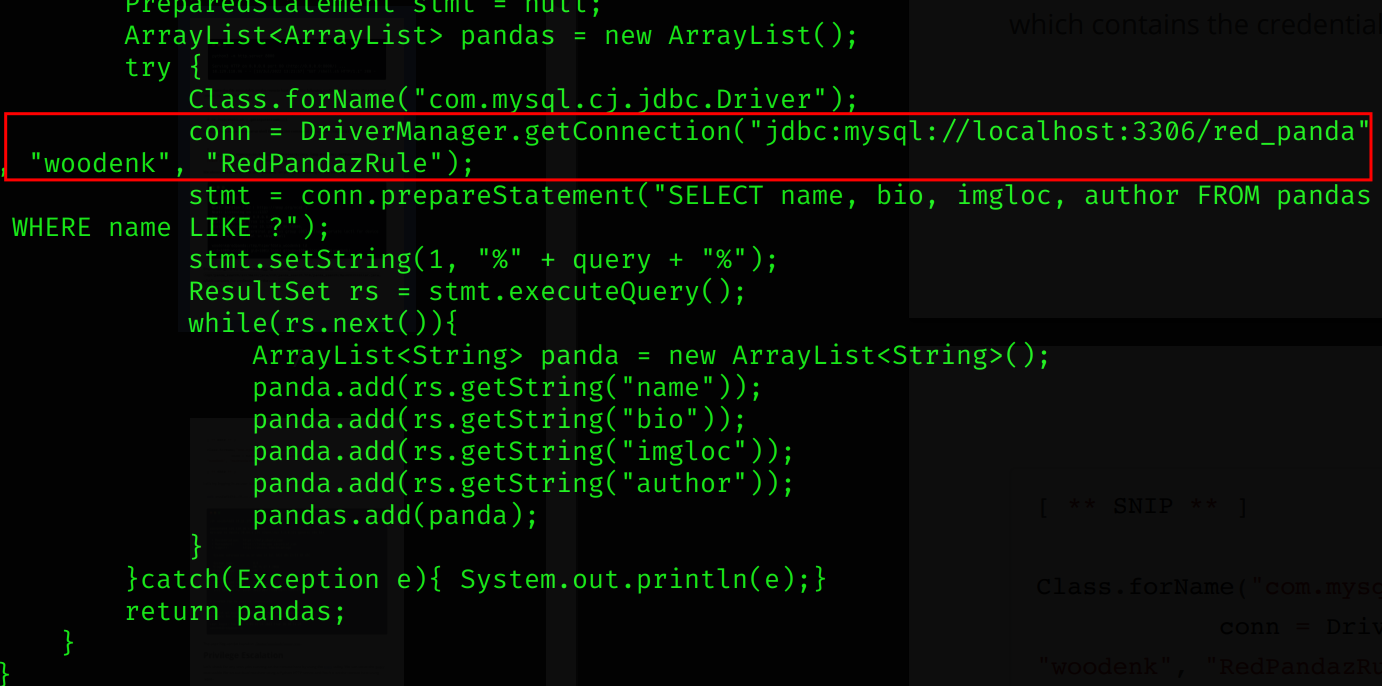 PreparedStatement stmt = null;
ArrayList<ArrayList> pandas = new ArrayList();
try {
Class.forName("com.mysql.cj.jdbc.Driver");
conn = DriverManager.getConnection("jdbc:mysql://localhost:3306/red_panda"
, "woodenk", "RedPandazRule");
stmt = conn.prepareStatement("SELECT name, bio, imgloc, author FROM pandas
WHERE name LIKE ?");
stmt.setString(1, "%" + query + "%");
ResultSet rs = stmt.executeQuery();
while(rs.next()){
ArrayList<String> panda = new ArrayList<String>();
panda.add(rs.getString("name"));
panda.add(rs.getString("bio"));
panda.add(rs.getString("imgloc"));
panda.add(rs.getString("author"));
pandas.add(panda);
}
}catch(Exception e){ System.out.println(e);}
return pandas;
}
}
which contains the credential
[ ** SNIP ** ]
Class.forName("com.myse
conn = Driv
"woodenk", "RedPandazRu